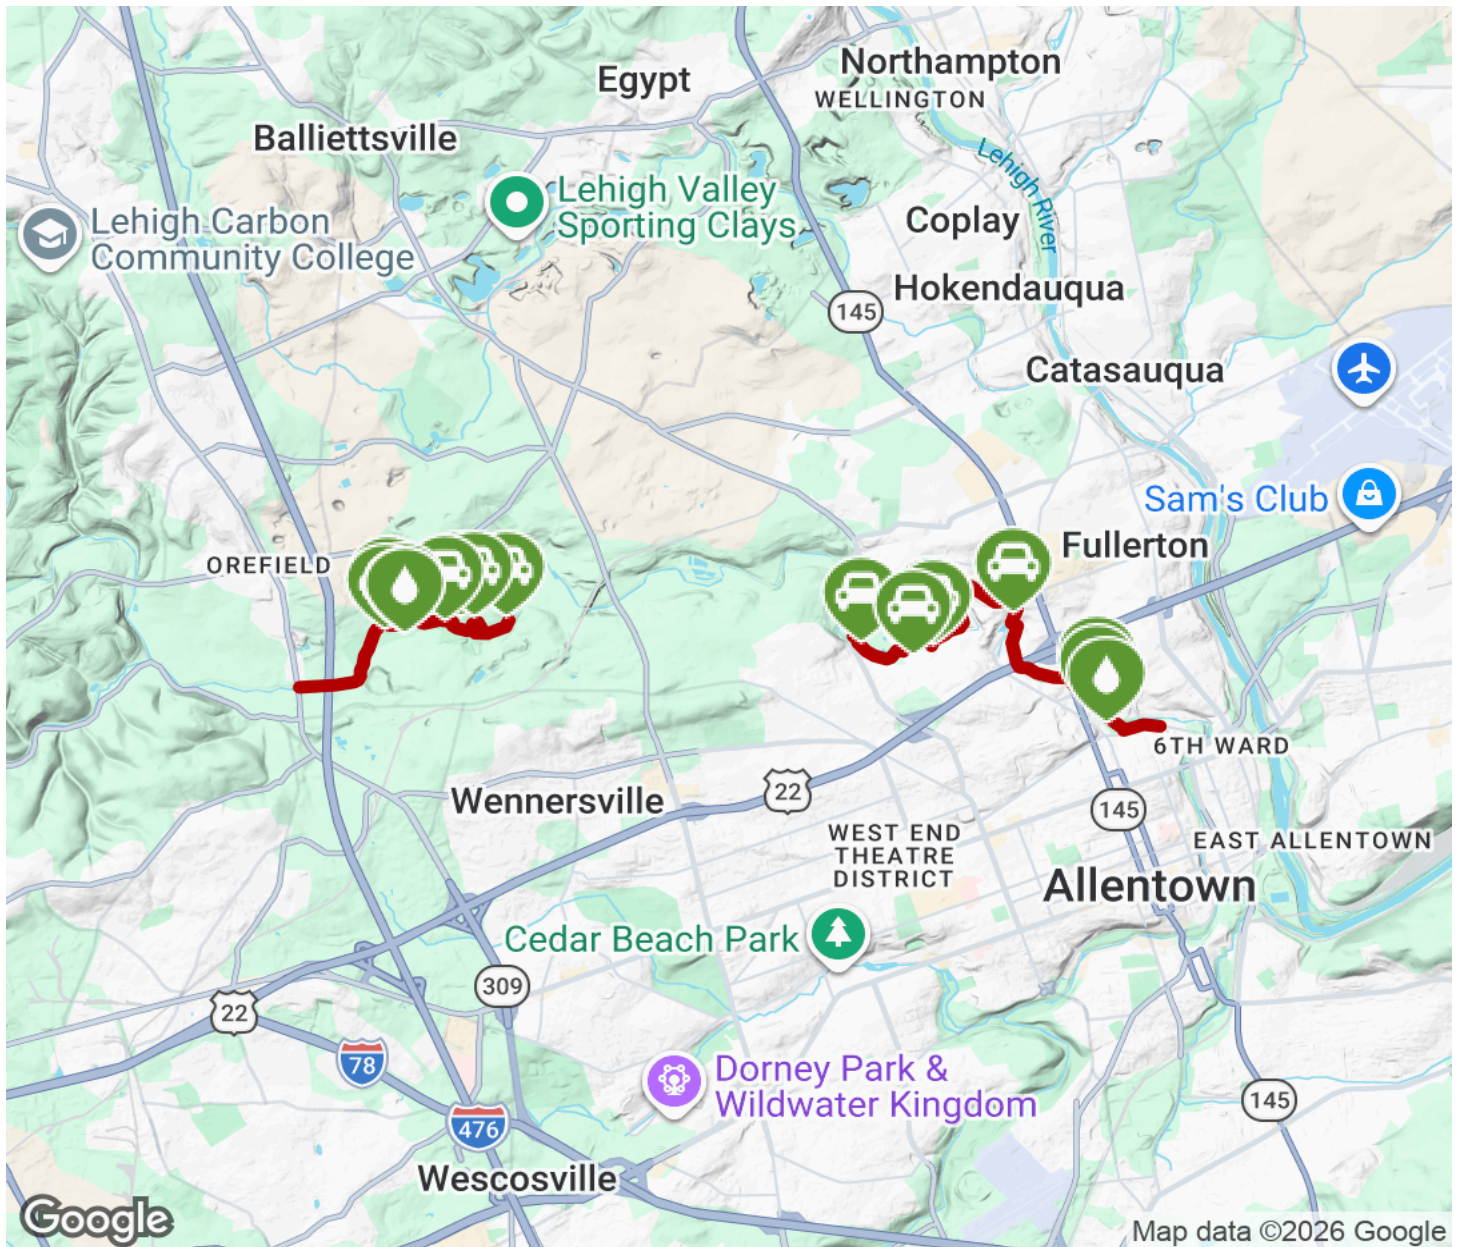 Northampton
WELLINGTON
Egypt
Balliettsville
Lehigh River
Lehigh Valley
Sporting Clays
Lehigh Carbon
Community College
Coplay
Hokendauqua
145
Catasauqua
Sam's Club
Fullerton
OREFIELD
6TH WARD
Wennersville
22
145
WEST END
THEATRE
DISTRICT
EAST ALLENTOWN
Allentown
Cedar Beach Park
309
22
78
Dorney Park &
Wildwater Kingdom
145
476
Wescosville
Google
Map data ©2026 Google